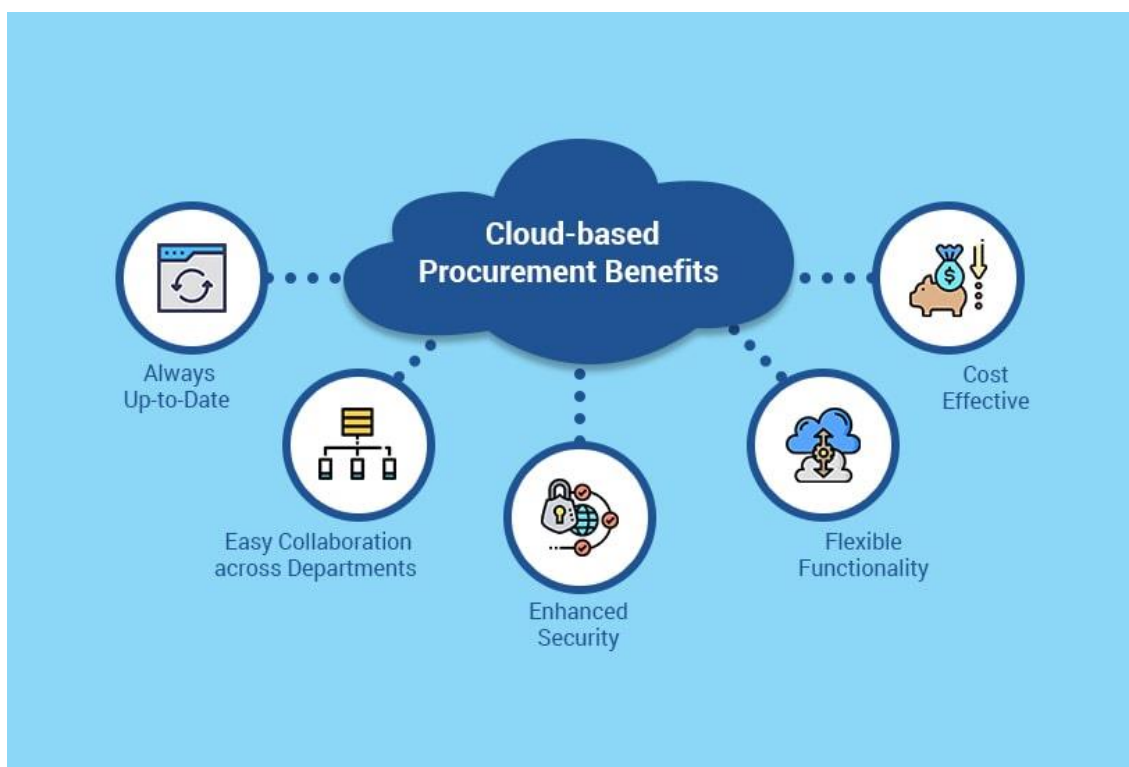 Cloud-based
Procurement Benefits
Always
Up-to-Date
Easy Collaboration
across Departments
Enhanced
Security
Flexible
Functionality
Cost
Effective
$